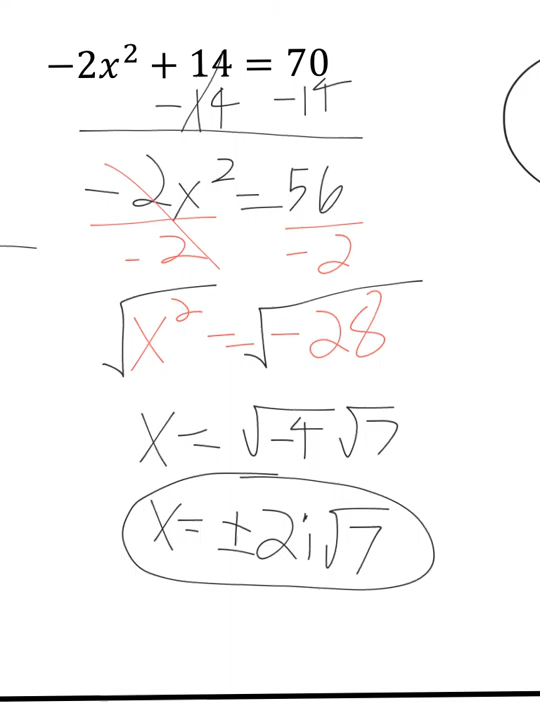 −2x² + 14 = 70
−14 −14
−2x² = 56
−2 −2
√x² = √−28
x = √−4 √7
x = ±2i√7